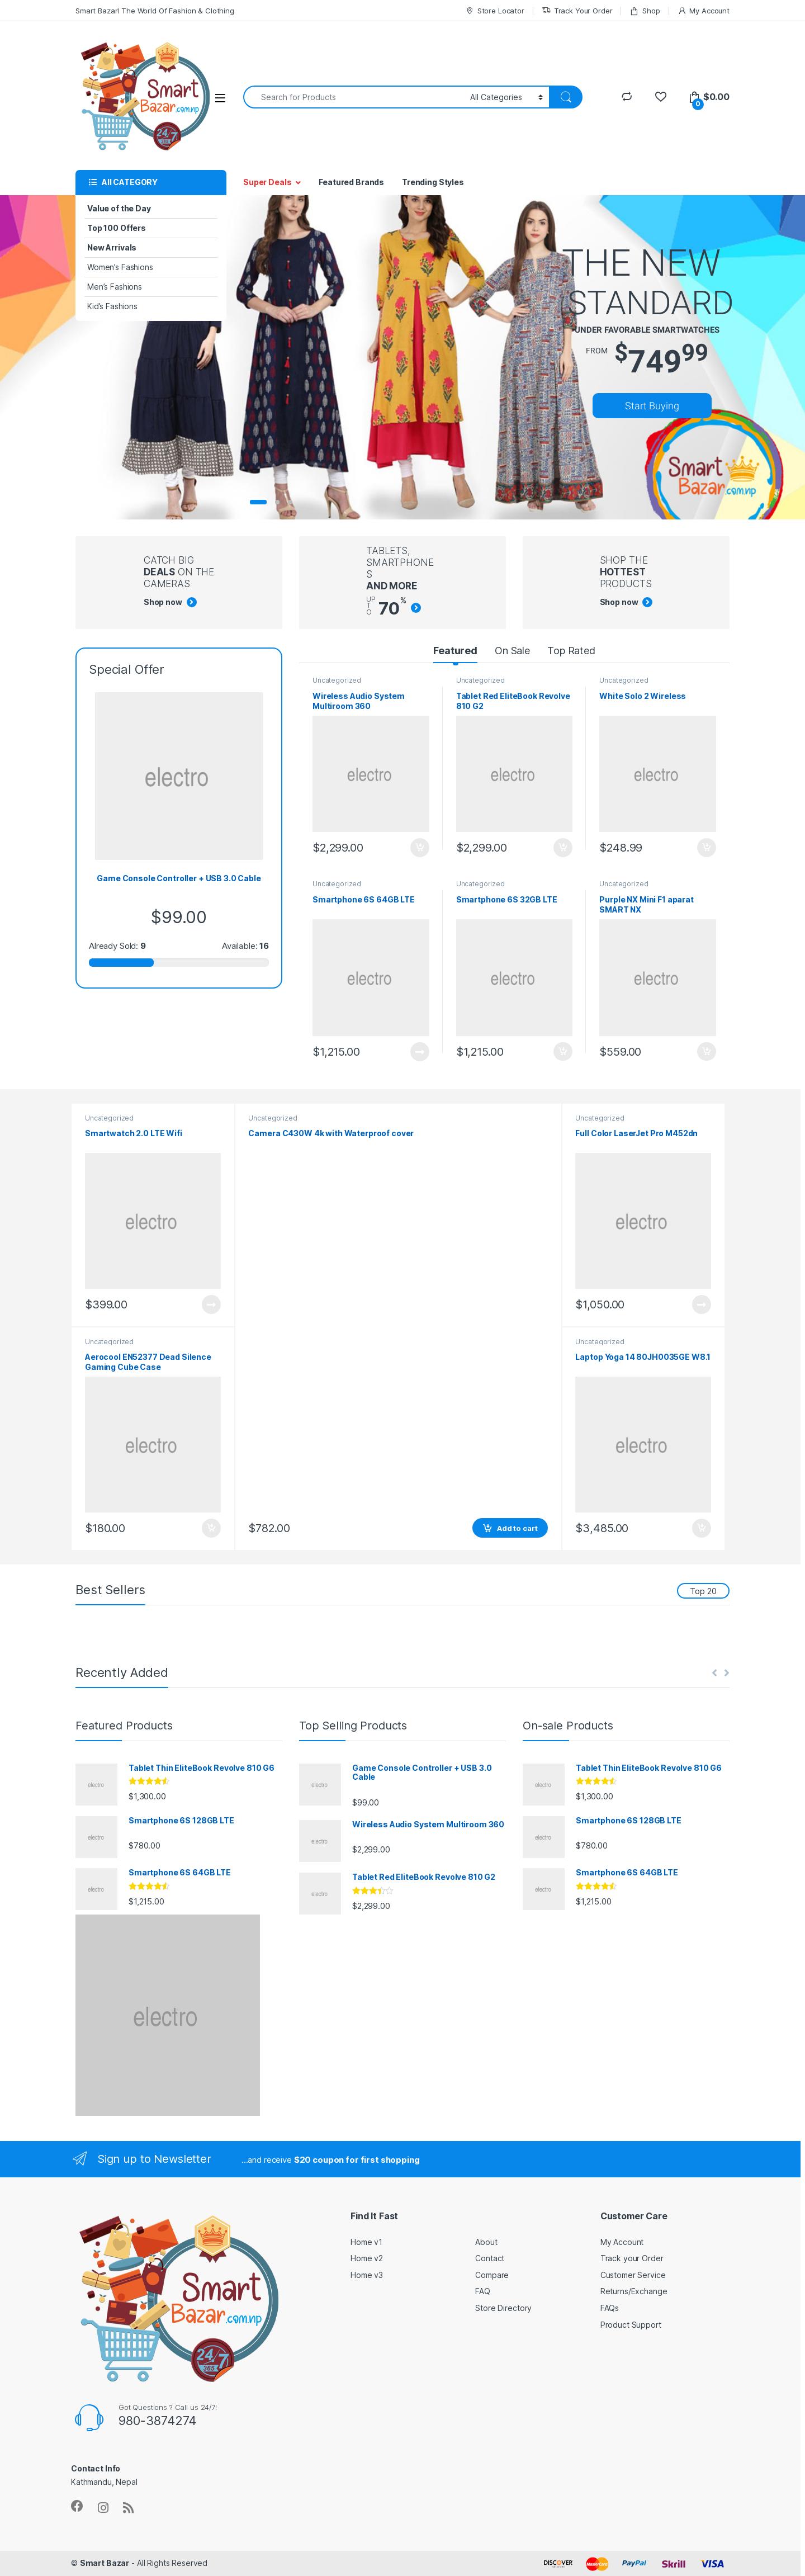 Smart Bazar! The World Of Fashion & Clothing
Store Locator
Track Your Order
Shop
My Account
Smart
Bazar.com.np
24/7
365
Search for Products
All Categories
0
$0.00
All CATEGORY
Super Deals
Featured Brands
Trending Styles
Value of the Day
Top 100 Offers
New Arrivals
Women's Fashions
Men's Fashions
Kid's Fashions
THE NEW
STANDARD
UNDER FAVORABLE SMARTWATCHES
FROM
$749 99
Start Buying
Smart
Bazar.com.np
CATCH BIG
DEALS ON THE
CAMERAS
Shop now
TABLETS,
SMARTPHONE
S
AND MORE
UP
T
O
70 %
SHOP THE
HOTTEST
PRODUCTS
Shop now
Special Offer
electro
Game Console Controller + USB 3.0 Cable
$99.00
Already Sold: 9
Available: 16
Featured
On Sale
Top Rated
Uncategorized
Wireless Audio System
Multiroom 360
electro
$2,299.00
Uncategorized
Tablet Red EliteBook Revolve
810 G2
electro
$2,299.00
Uncategorized
White Solo 2 Wireless
electro
$248.99
Uncategorized
Smartphone 6S 64GB LTE
electro
$1,215.00
Uncategorized
Smartphone 6S 32GB LTE
electro
$1,215.00
Uncategorized
Purple NX Mini F1 aparat
SMART NX
electro
$559.00
Uncategorized
Smartwatch 2.0 LTE Wifi
electro
$399.00
Uncategorized
Aerocool EN52377 Dead Silence
Gaming Cube Case
electro
$180.00
Uncategorized
Camera C430W 4k with Waterproof cover
$782.00
Add to cart
Uncategorized
Full Color LaserJet Pro M452dn
electro
$1,050.00
Uncategorized
Laptop Yoga 14 80JH0035GE W8.1
electro
$3,485.00
Best Sellers
Top 20
Recently Added
Featured Products
electro
Tablet Thin EliteBook Revolve 810 G6
$1,300.00
electro
Smartphone 6S 128GB LTE
$780.00
electro
Smartphone 6S 64GB LTE
$1,215.00
electro
Top Selling Products
electro
Game Console Controller + USB 3.0
Cable
$99.00
electro
Wireless Audio System Multiroom 360
$2,299.00
electro
Tablet Red EliteBook Revolve 810 G2
$2,299.00
On-sale Products
electro
Tablet Thin EliteBook Revolve 810 G6
$1,300.00
electro
Smartphone 6S 128GB LTE
$780.00
electro
Smartphone 6S 64GB LTE
$1,215.00
Sign up to Newsletter
...and receive $20 coupon for first shopping
Smart
Bazar.com.np
24/7
365
Got Questions ? Call us 24/7!
980-3874274
Contact Info
Kathmandu, Nepal
Find It Fast
Home v1
Home v2
Home v3
About
Contact
Compare
FAQ
Store Directory
Customer Care
My Account
Track your Order
Customer Service
Returns/Exchange
FAQs
Product Support
© Smart Bazar - All Rights Reserved
DISCOVER
MasterCard
PayPal
Skrill
VISA